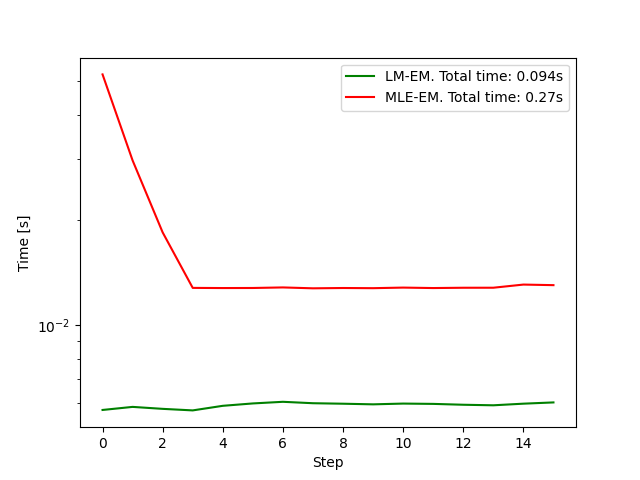 LM-EM. Total time: 0.094s
MLE-EM. Total time: 0.27s
Time [s]
10⁻²
0 2 4 6 8 10 12 14
Step